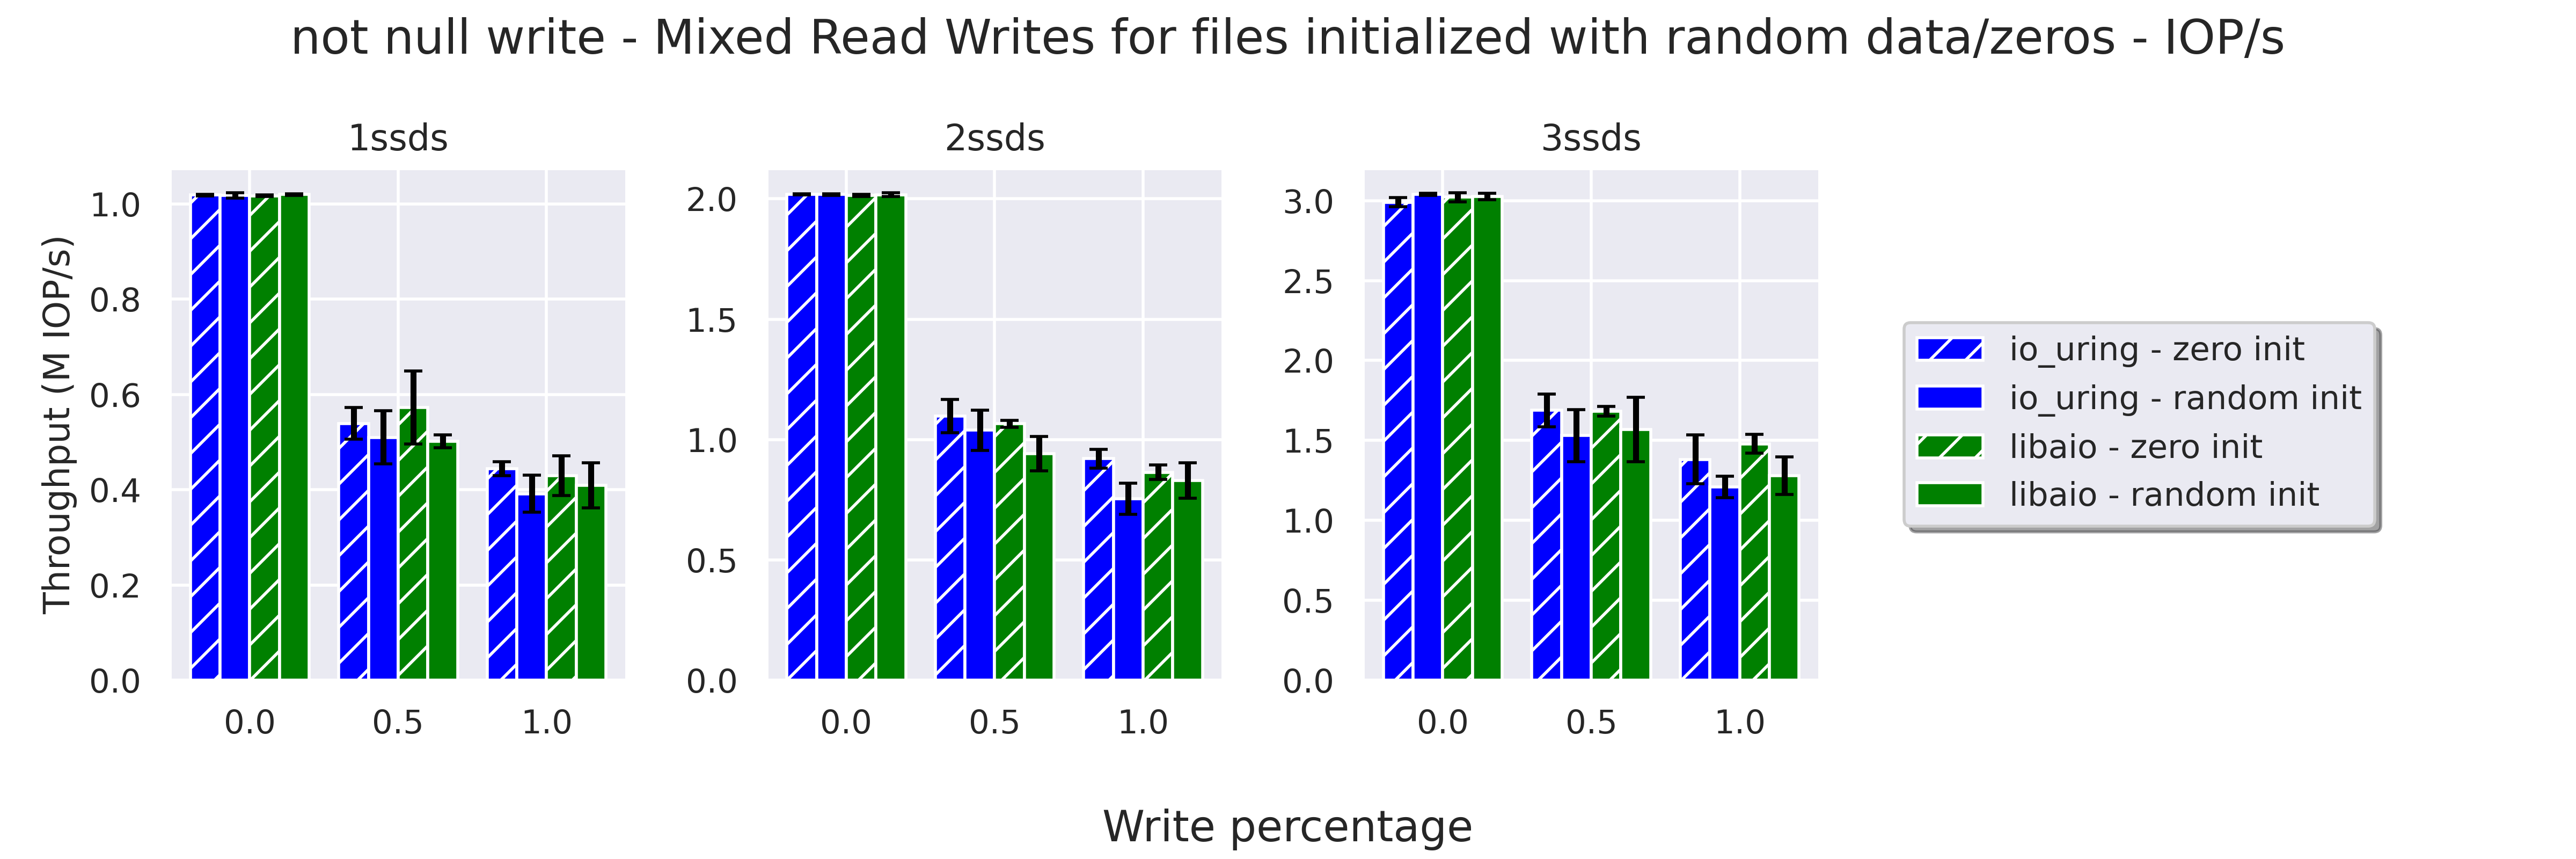 not null write - Mixed Read Writes for files initialized with random data/zeros - IOP/s
1ssds
2ssds
3ssds
Throughput (M IOP/s)
1.0
0.8
0.6
0.4
0.2
0.0
0.0 0.5 1.0
2.0
1.5
1.0
0.5
0.0
0.0 0.5 1.0
3.0
2.5
2.0
1.5
1.0
0.5
0.0
0.0 0.5 1.0
io_uring - zero init
io_uring - random init
libaio - zero init
libaio - random init
Write percentage